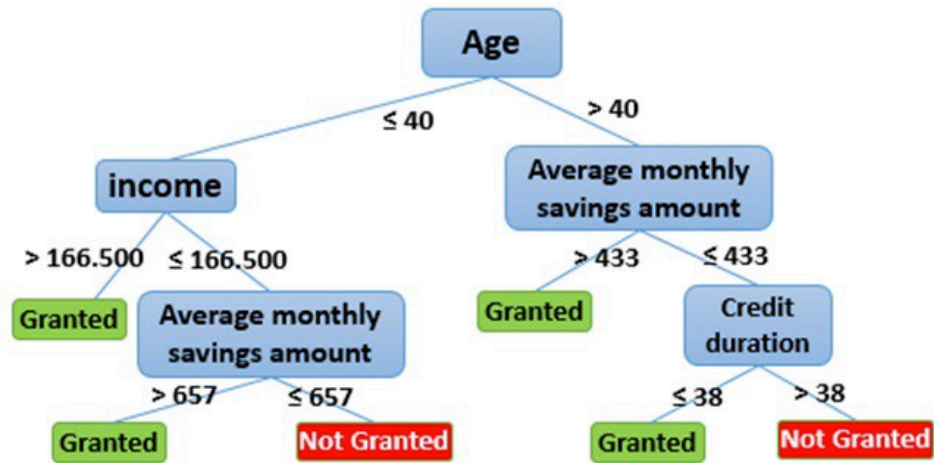 Age
≤ 40
> 40
income
Average monthly
savings amount
> 166.500
≤ 166.500
> 433
≤ 433
Granted
Average monthly
savings amount
Granted
Credit
duration
> 657
≤ 657
≤ 38
> 38
Granted
Not Granted
Granted
Not Granted